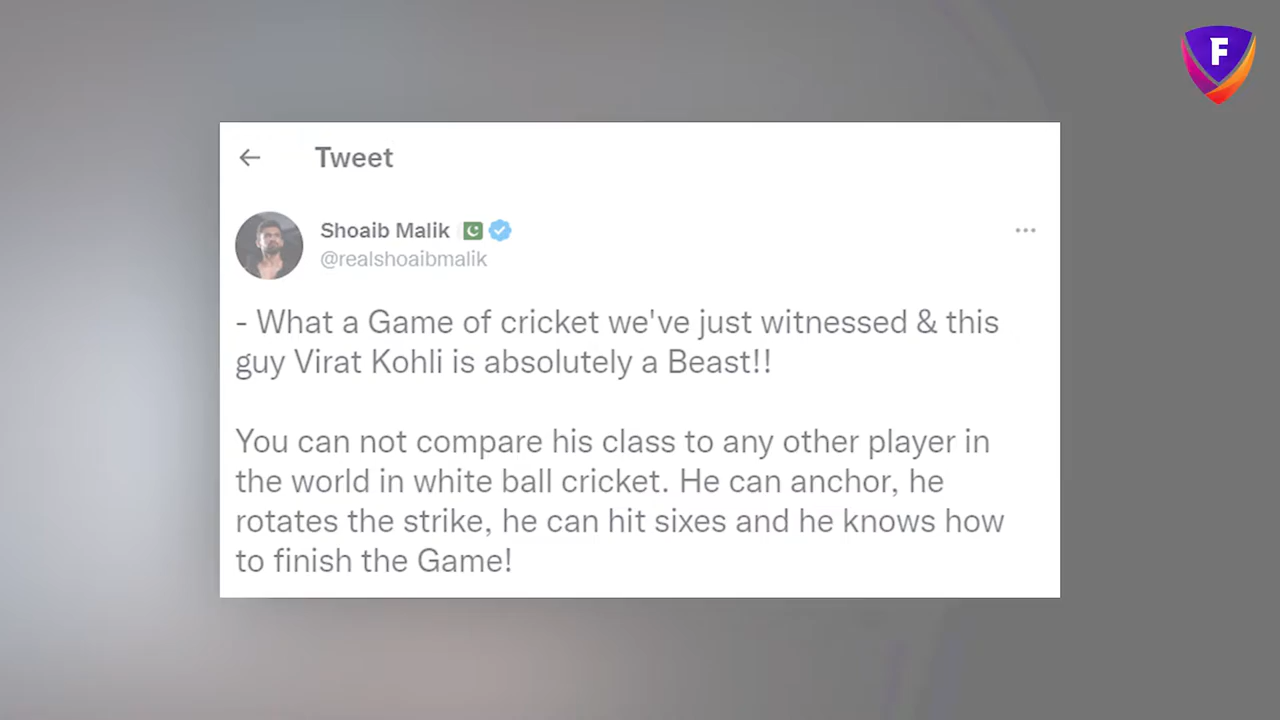 F
Tweet
Shoaib Malik
@realshoaibmalik
- What a Game of cricket we've just witnessed & this
guy Virat Kohli is absolutely a Beast!!
You can not compare his class to any other player in
the world in white ball cricket. He can anchor, he
rotates the strike, he can hit sixes and he knows how
to finish the Game!